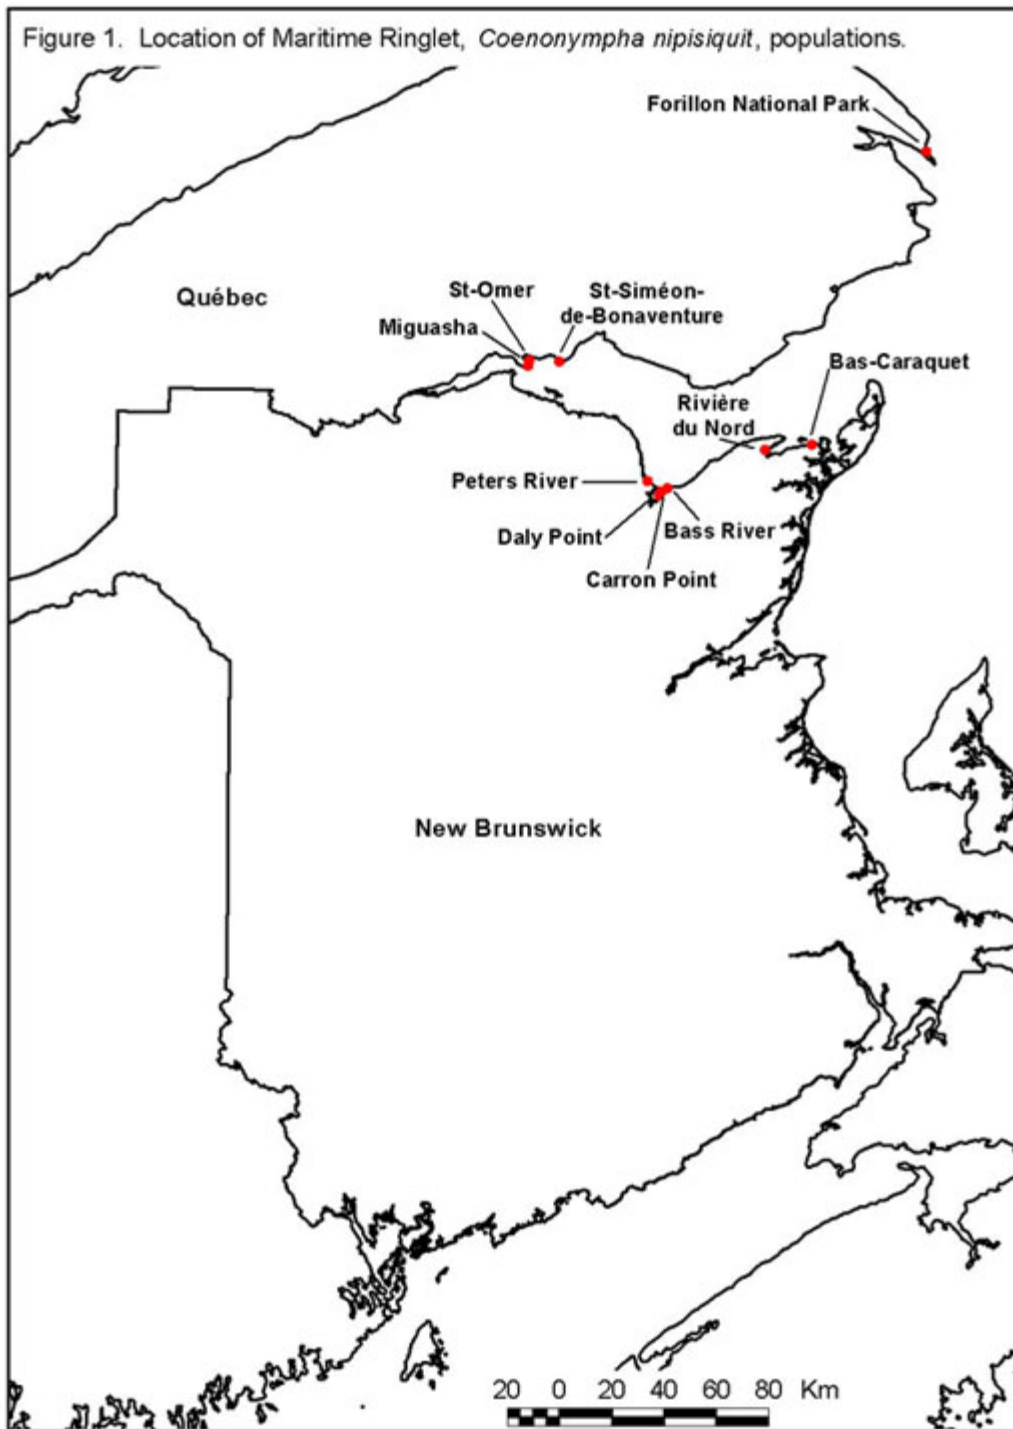 Figure 1. Location of Maritime Ringlet, Coenonympha nipisiquit, populations.
Forillon National Park
Québec
St-Omer
St-Siméon-
de-Bonaventure
Miguasha
Bas-Caraquet
Rivière
du Nord
Peters River
Daly Point
Bass River
Carron Point
New Brunswick
20 0 20 40 60 80 Km